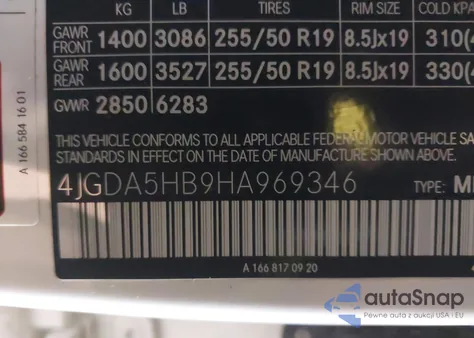 KG LB TIRES RIM SIZE COLD KPA
GAWR FRONT 1400 3086 255/50 R19 8.5Jx19 310(4
GAWR REAR 1600 3527 255/50 R19 8.5Jx19 330(4
GVWR 2850 6283
THIS VEHICLE CONFORMS TO ALL APPLICABLE FEDERAL MOTOR VEHICLE SA
STANDARDS IN EFFECT ON THE DATE OF MANUFACTURE SHOWN ABOVE.
4JGDA5HB9HA969346 TYPE: M
A 166 817 09 20
A 166 584 16 01
autoSnap
Pewne auta z aukcji USA i EU